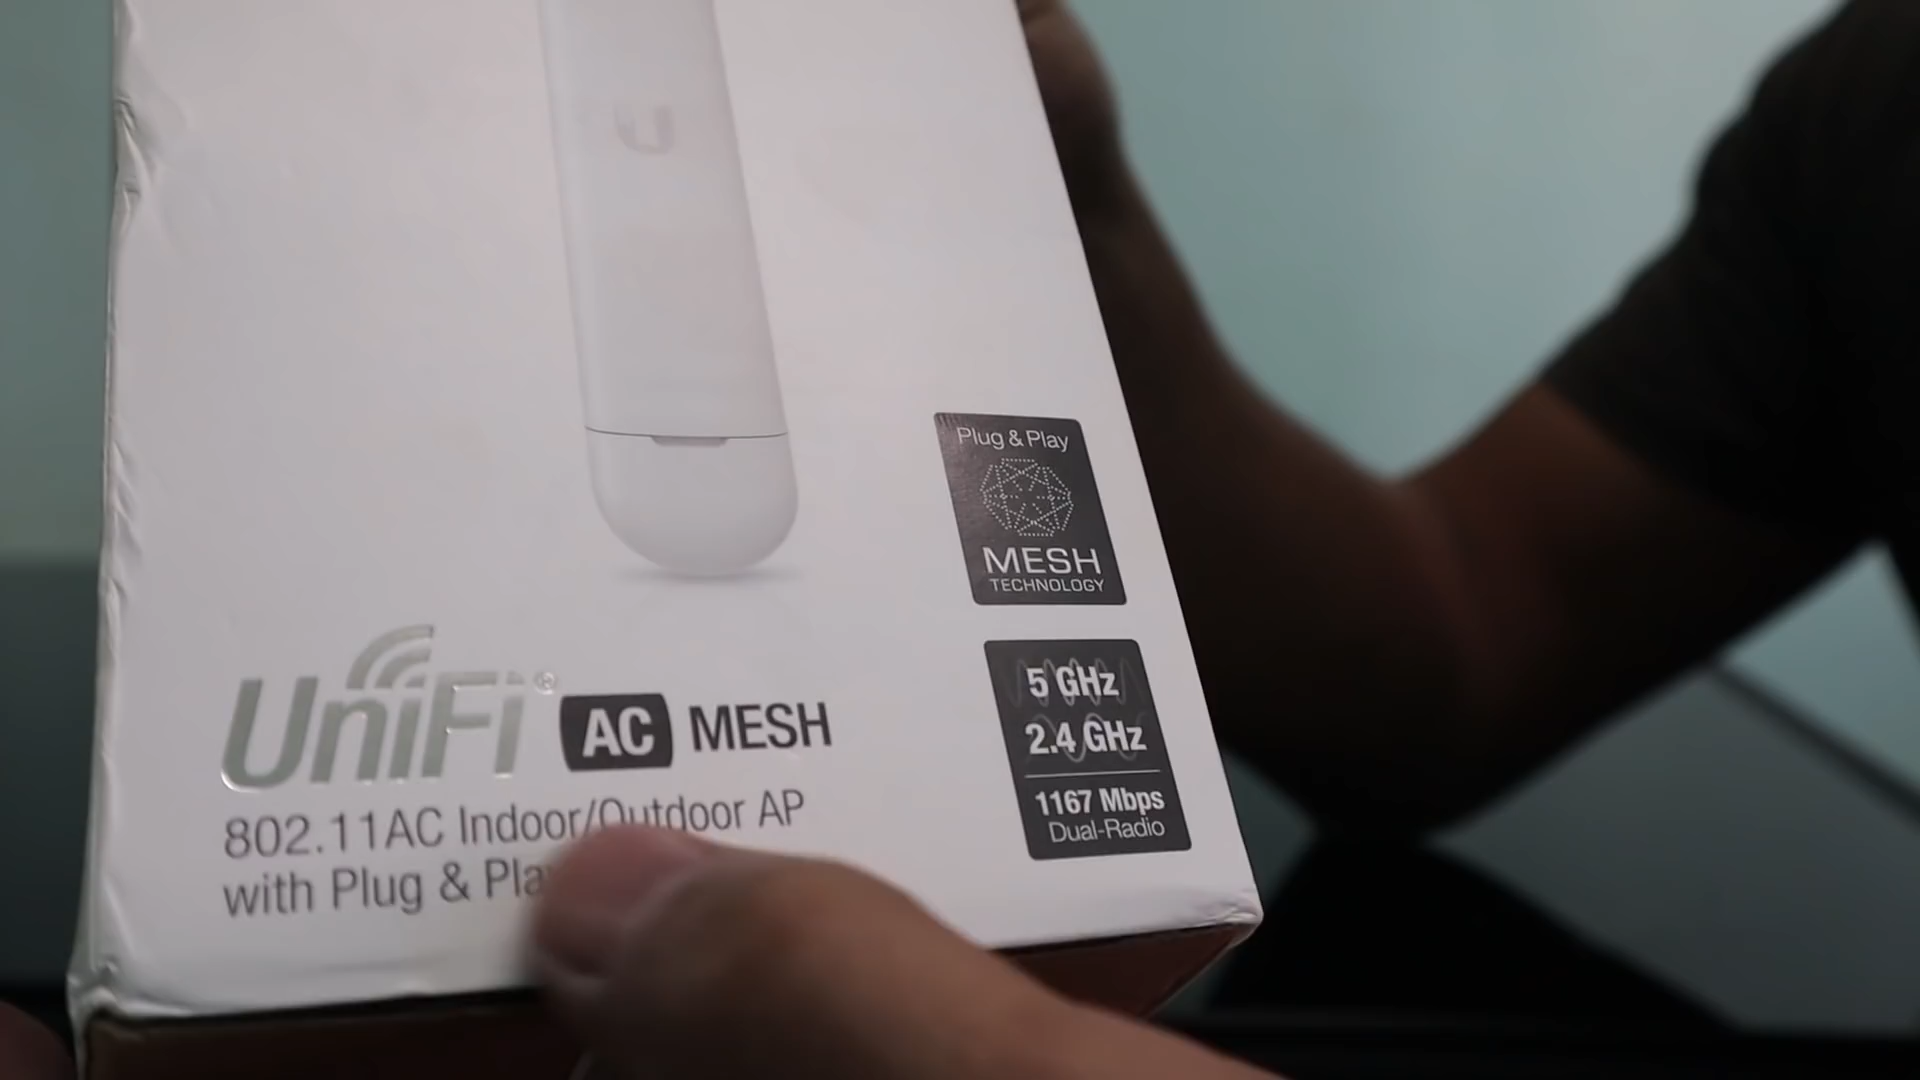 Plug & Play
MESH
TECHNOLOGY
5 GHz
2.4 GHz
1167 Mbps
Dual-Radio
UniFi® AC MESH
802.11AC Indoor/Outdoor AP
with Plug &